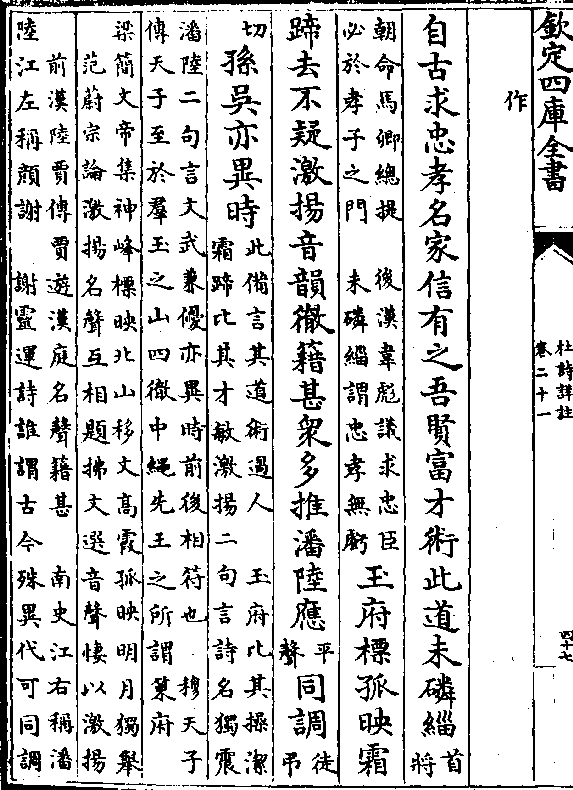 欽定四庫全書
杜詩詳註
卷二十一
四十七
作
自古求忠孝名家信有之吾賢富才術此道未磷緇
首
將
朝命馬卿總提 後漢韋彪議求忠臣
必於孝子之門 未磷緇謂忠孝無虧
玉府標孤映霜
蹄去不疑激揚音韻徹籍甚衆多推潘陸應
平
聲
同調
徒
弔
切
孫吳亦異時
此備言其道術過人 玉府比其操潔
霜蹄比其才敏激揚二句言詩名獨震
潘陸二句言文武兼優亦異時前後相符也 穆天子
傳天子至於羣玉之山四徹中繩先王之所謂䇿府
梁簡文帝集神峰標映北山移文高霞孤映明月獨舉
范蔚宗論激揚名聲互相題拂文選音聲悽以激揚
前漢陸賈傳賈遊漢庭名聲籍甚 南史江右稱潘
陸江左稱顏謝 謝靈運詩誰謂古今殊異代可同調